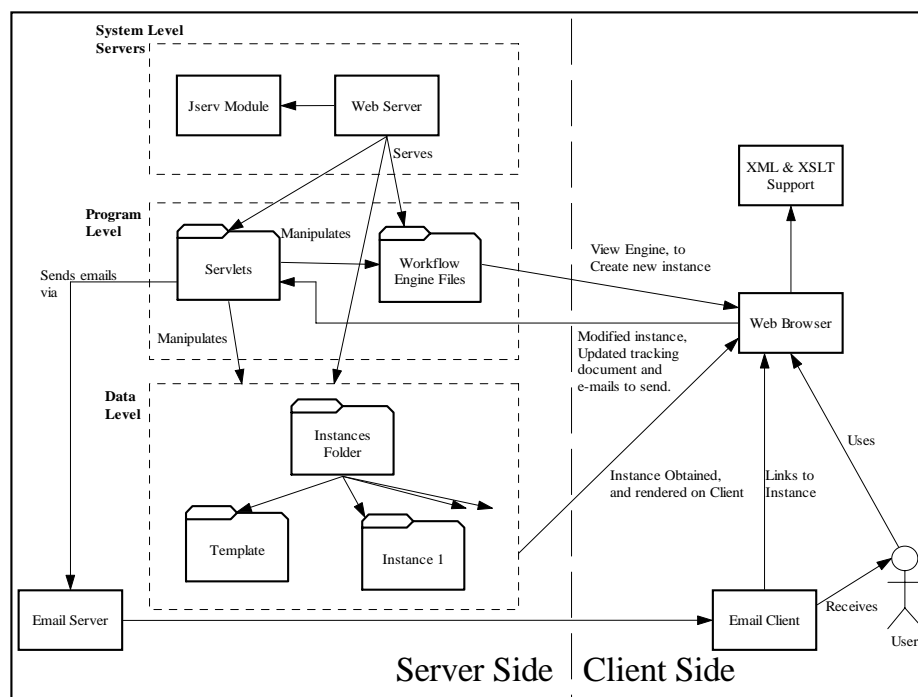 System Level
Servers
Jserv Module
Web Server
Serves
XML & XSLT
Support
Program
Level
Manipulates
Servlets
Workflow
Engine Files
View Engine, to
Create new instance
Sends emails
via
Web Browser
Manipulates
Modified instance,
Updated tracking
document and
e-mails to send.
Data
Level
Instances
Folder
Uses
Instance Obtained,
and rendered on Client
Links to
Instance
Template
Instance 1
Email Server
Email Client
Receives
User
Server Side
Client Side